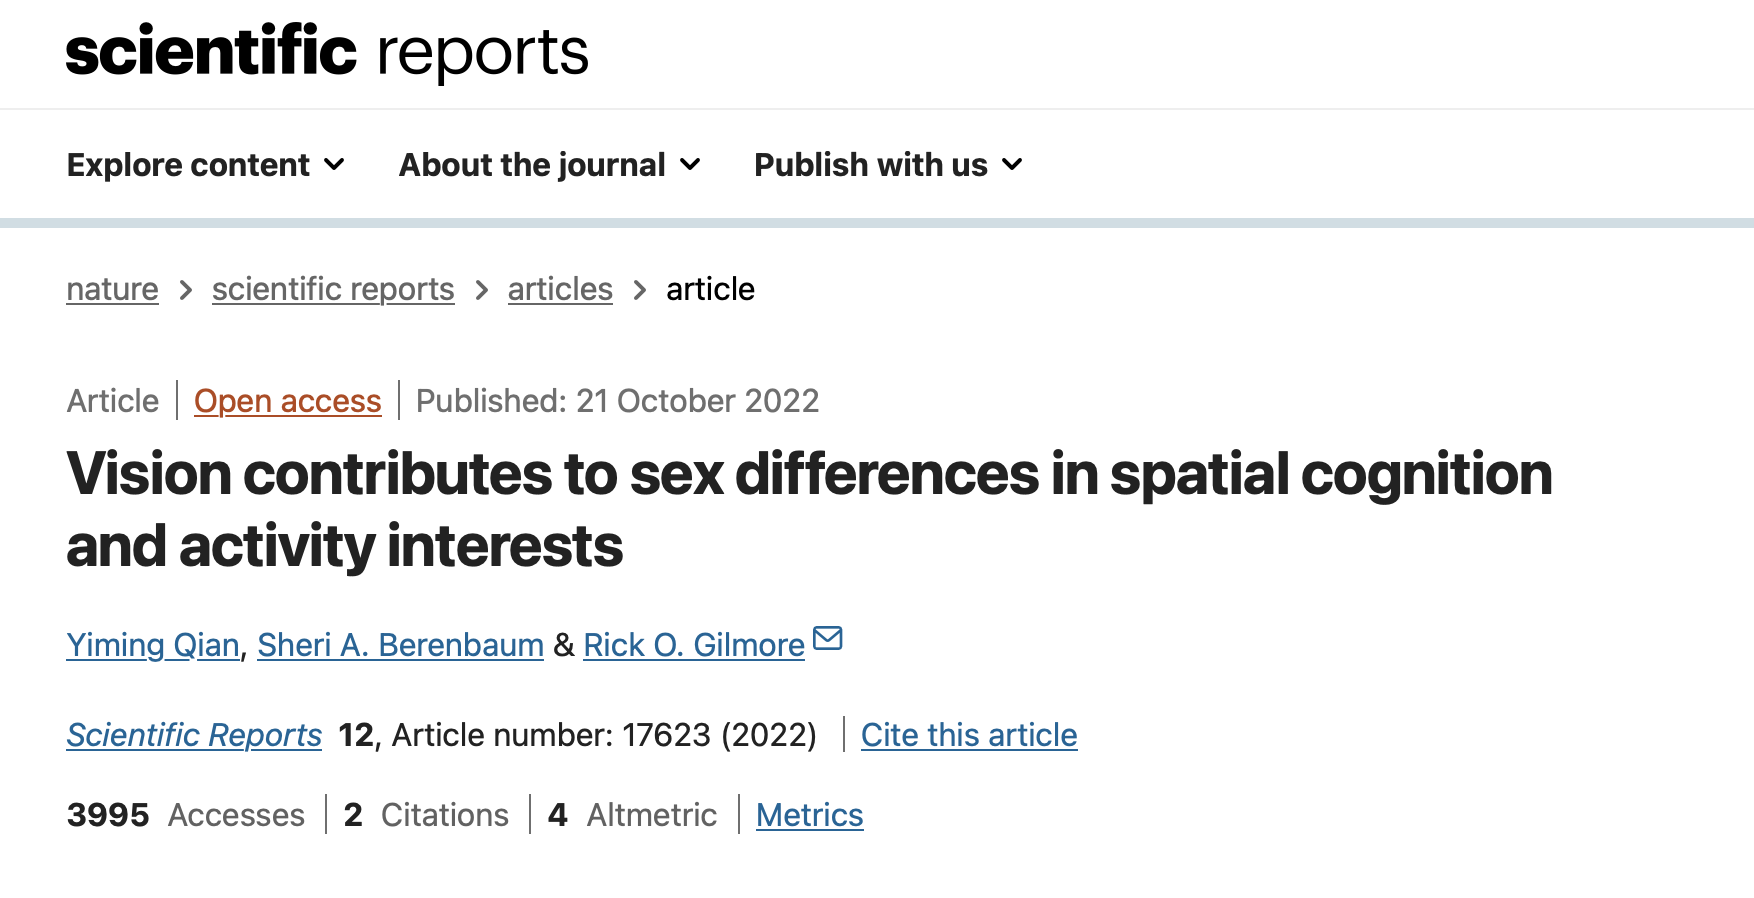 scientific reports
Explore content About the journal Publish with us
nature > scientific reports > articles > article
Article | Open access | Published: 21 October 2022
Vision contributes to sex differences in spatial cognition
and activity interests
Yiming Qian, Sheri A. Berenbaum & Rick O. Gilmore
Scientific Reports 12, Article number: 17623 (2022) | Cite this article
3995 Accesses | 2 Citations | 4 Altmetric | Metrics